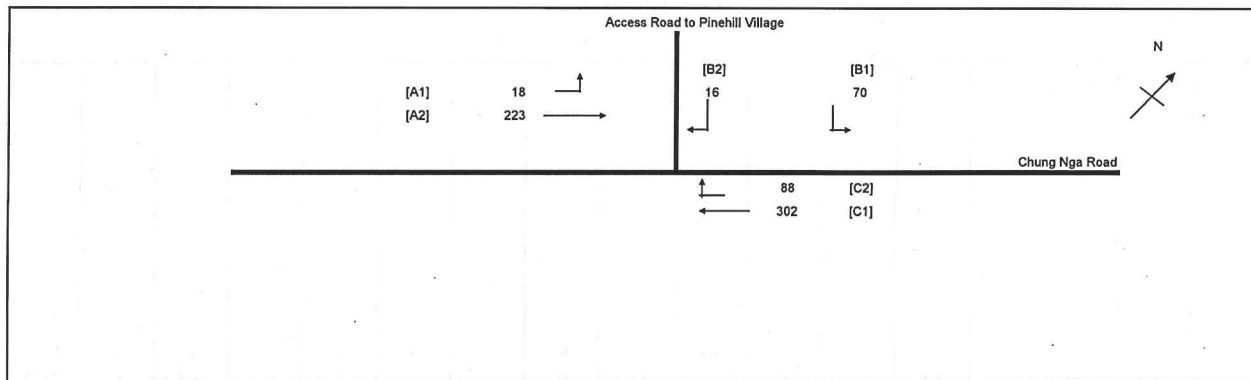 Access Road to Pinehill Village
N
[B2] [B1]
[A1] 18 16 70
[A2] 223
Chung Nga Road
88 [C2]
302 [C1]